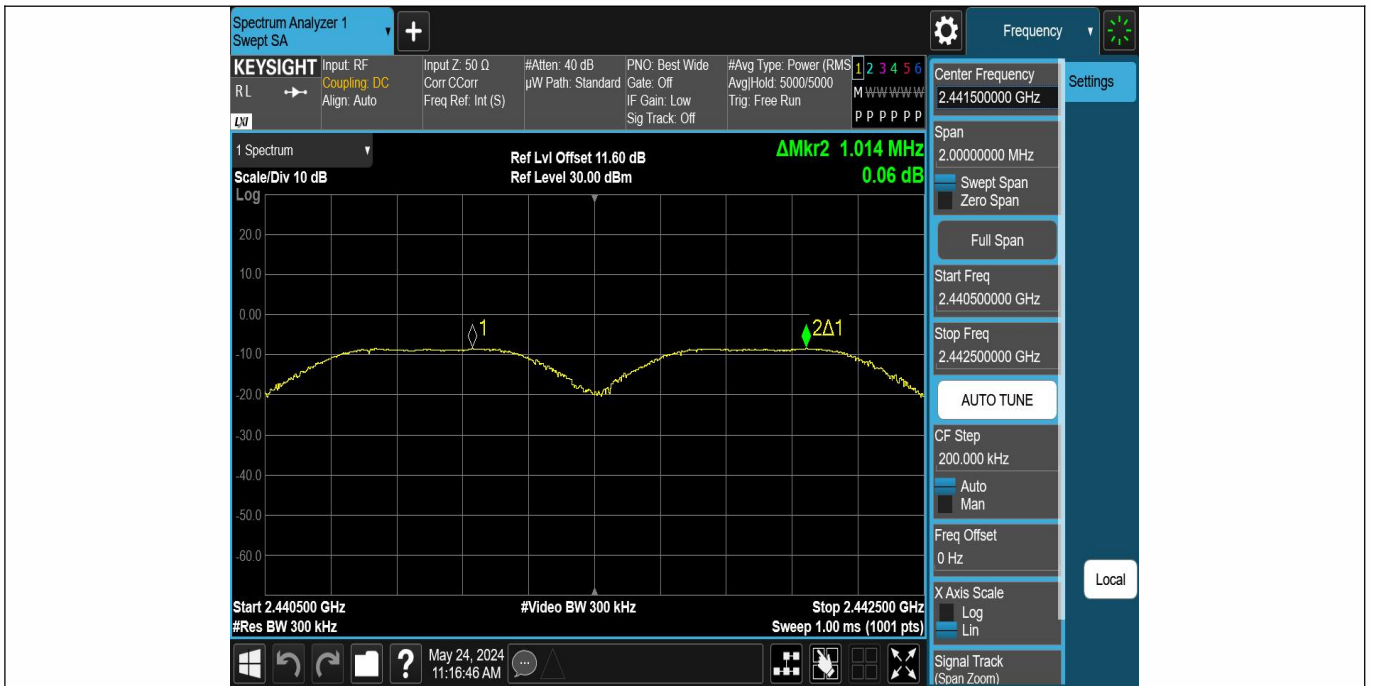 Spectrum Analyzer 1
Swept SA
+
Frequency
KEYSIGHT
RL
LXI
Input: RF
Coupling: DC
Align: Auto
Input Z: 50 Ω
Corr CCorr
Freq Ref: Int (S)
#Atten: 40 dB
µW Path: Standard
PNO: Best Wide
Gate: Off
IF Gain: Low
Sig Track: Off
#Avg Type: Power (RMS
Avg|Hold: 5000/5000
Trig: Free Run
1 2 3 4 5 6
M W W W W W
P P P P P P
1 Spectrum
Scale/Div 10 dB
Log
Ref Lvl Offset 11.60 dB
Ref Level 30.00 dBm
ΔMkr2 1.014 MHz
0.06 dB
20.0
10.0
0.00
-10.0
-20.0
-30.0
-40.0
-50.0
-60.0
1
2Δ1
Start 2.440500 GHz
#Res BW 300 kHz
#Video BW 300 kHz
Stop 2.442500 GHz
Sweep 1.00 ms (1001 pts)
Center Frequency
2.441500000 GHz
Span
2.00000000 MHz
Swept Span
Zero Span
Full Span
Start Freq
2.440500000 GHz
Stop Freq
2.442500000 GHz
AUTO TUNE
CF Step
200.000 kHz
Auto
Man
Freq Offset
0 Hz
X Axis Scale
Log
Lin
Signal Track
(Span Zoom)
Settings
Local
?
May 24, 2024
11:16:46 AM